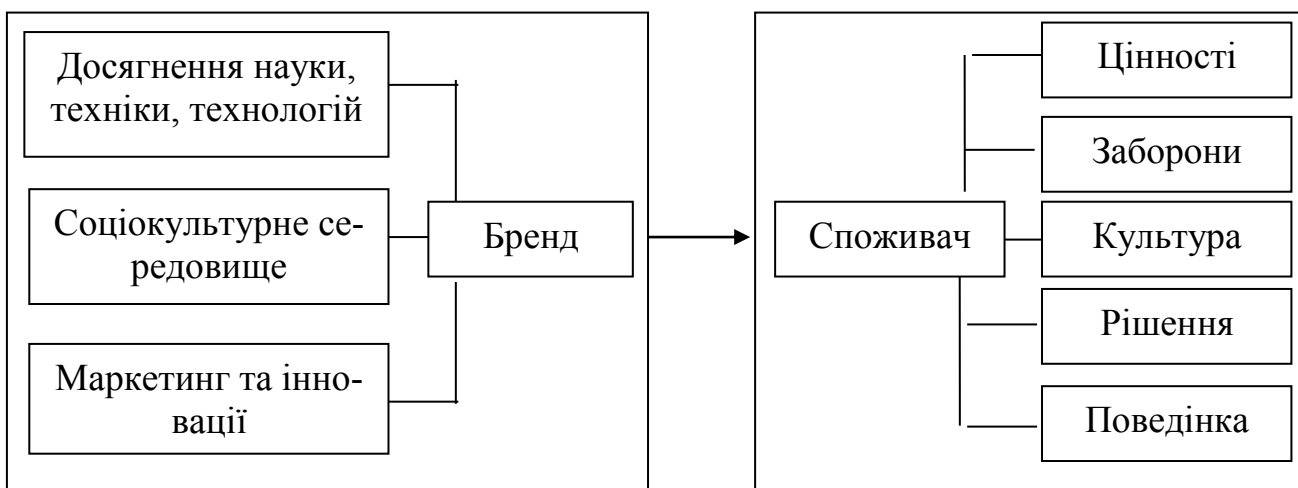 Досягнення науки,
техніки, технологій
Соціокультурне се-
редовище
Маркетинг та інно-
вації
Бренд
Споживач
Цінності
Заборони
Культура
Рішення
Поведінка